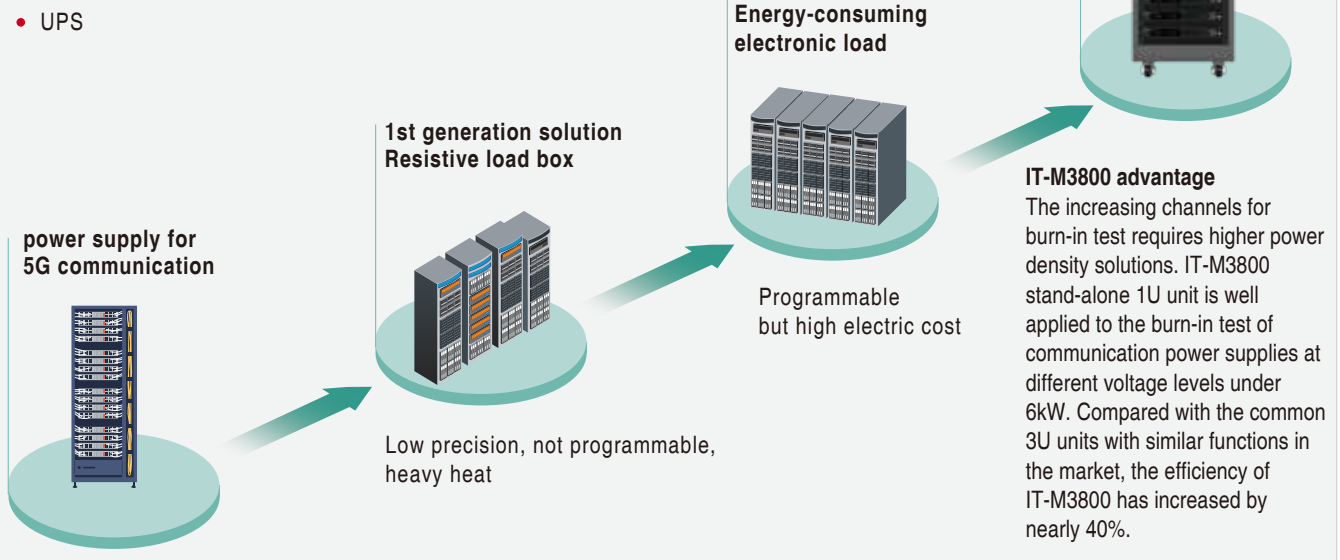 • UPS
Energy-consuming
electronic load
1st generation solution
Resistive load box
power supply for
5G communication
Low precision, not programmable,
heavy heat
Programmable
but high electric cost
IT-M3800 advantage
The increasing channels for
burn-in test requires higher power
density solutions. IT-M3800
stand-alone 1U unit is well
applied to the burn-in test of
communication power supplies at
different voltage levels under
6kW. Compared with the common
3U units with similar functions in
the market, the efficiency of
IT-M3800 has increased by
nearly 40%.